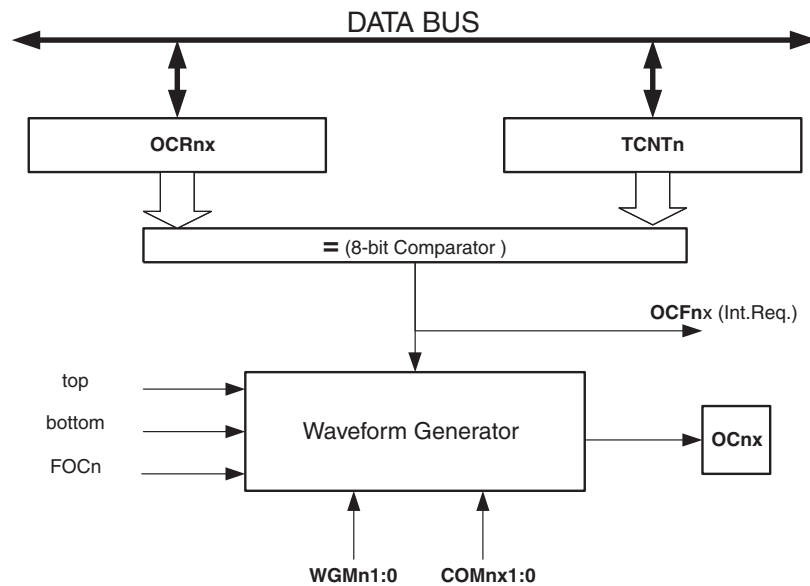 DATA BUS
OCRnx
TCNTn
= (8-bit Comparator )
OCFnx (Int.Req.)
top
bottom
FOCn
Waveform Generator
OCnx
WGMn1:0
COMnx1:0